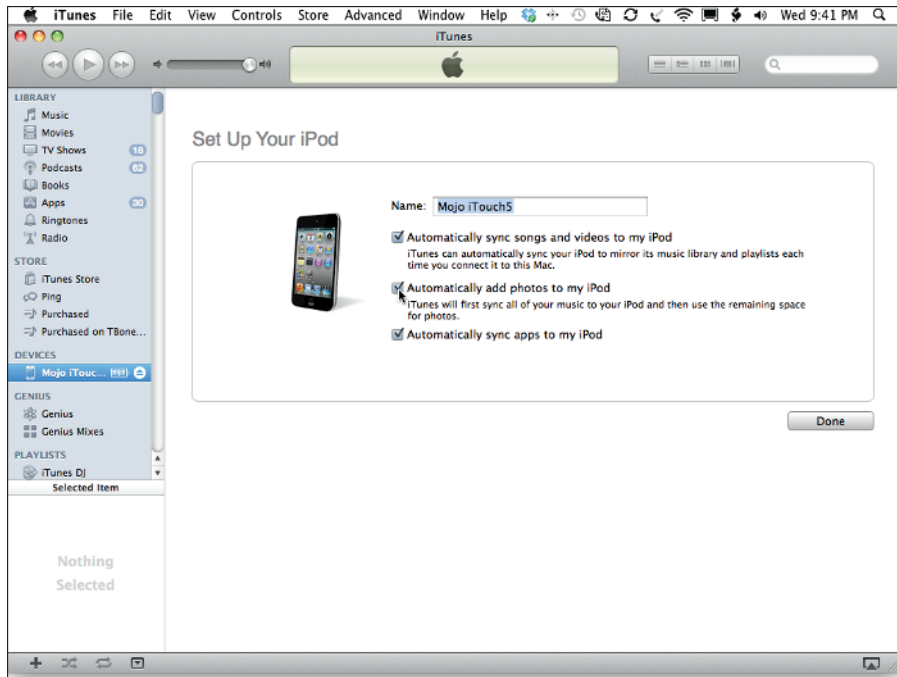 iTunes File Edit View Controls Store Advanced Window Help Wed 9:41 PM
iTunes
LIBRARY
Music
Movies
TV Shows 18
Podcasts 62
Books
Apps 30
Ringtones
Radio
STORE
iTunes Store
Ping
Purchased
Purchased on TBone...
DEVICES
Mojo iTouc...
GENIUS
Genius
Genius Mixes
PLAYLISTS
iTunes DJ
Selected Item
Nothing
Selected
Set Up Your iPod
Name: Mojo iTouch5
Automatically sync songs and videos to my iPod
iTunes can automatically sync your iPod to mirror its music library and playlists each
time you connect it to this Mac.
Automatically add photos to my iPod
iTunes will first sync all of your music to your iPod and then use the remaining space
for photos.
Automatically sync apps to my iPod
Done